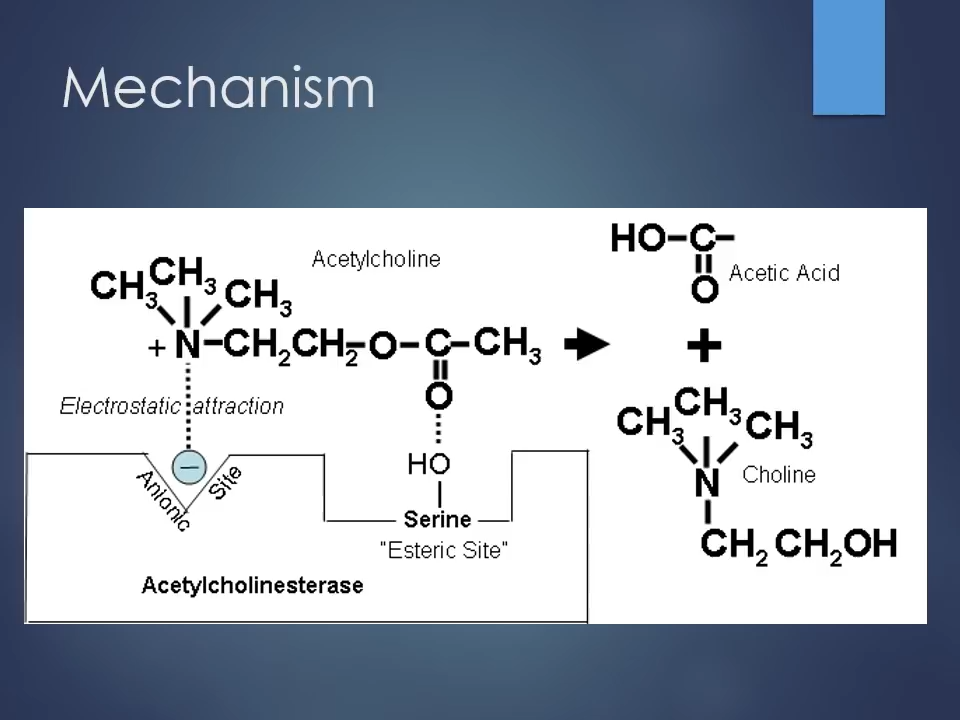 Mechanism
Acetylcholine
CH3 CH3 CH3
+ N–CH2CH2–O–C–CH3
O
Electrostatic attraction
–
Anionic Site
HO
Serine
"Esteric Site"
Acetylcholinesterase
HO–C–
O
Acetic Acid
+
CH3 CH3 CH3
N
Choline
CH2 CH2OH